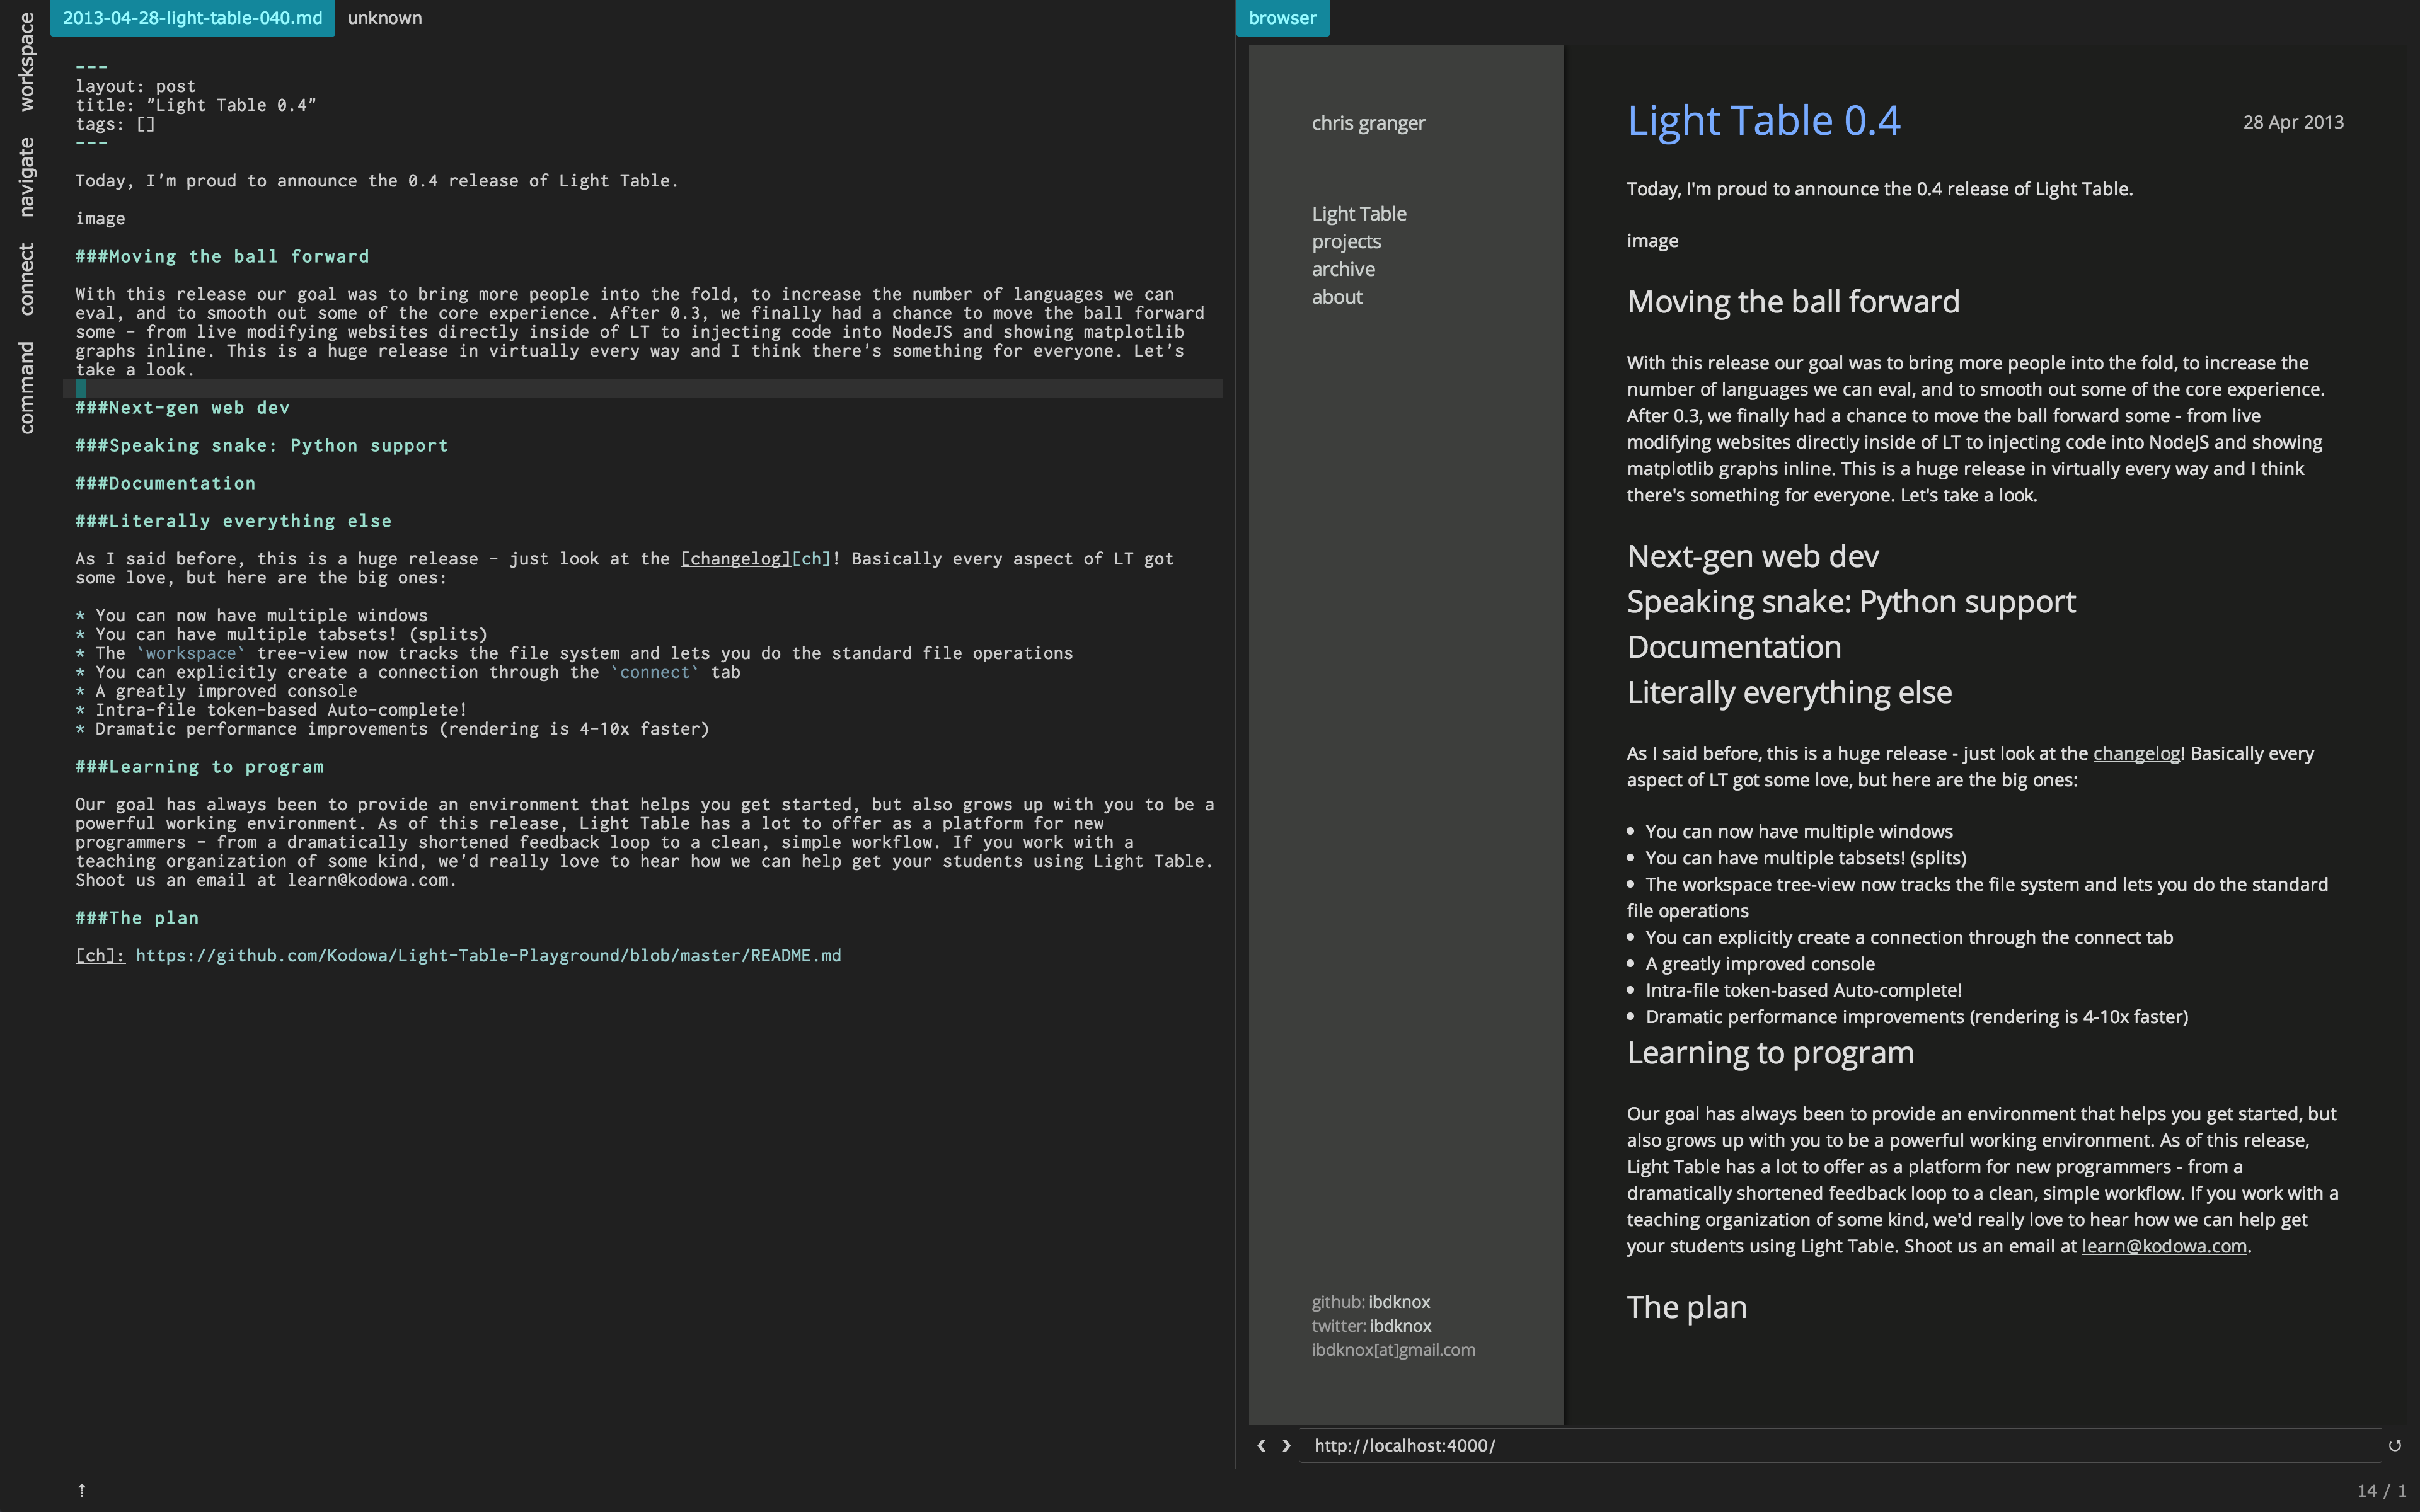 workspace
navigate
connect
command
2013-04-28-light-table-040.md unknown
---
layout: post
title: "Light Table 0.4"
tags: []
---
Today, I'm proud to announce the 0.4 release of Light Table.
image
###Moving the ball forward
With this release our goal was to bring more people into the fold, to increase the number of languages we can
eval, and to smooth out some of the core experience. After 0.3, we finally had a chance to move the ball forward
some - from live modifying websites directly inside of LT to injecting code into NodeJS and showing matplotlib
graphs inline. This is a huge release in virtually every way and I think there's something for everyone. Let's
take a look.
###Next-gen web dev
###Speaking snake: Python support
###Documentation
###Literally everything else
As I said before, this is a huge release - just look at the [changelog][ch]! Basically every aspect of LT got
some love, but here are the big ones:
* You can now have multiple windows
* You can have multiple tabsets! (splits)
* The `workspace` tree-view now tracks the file system and lets you do the standard file operations
* You can explicitly create a connection through the `connect` tab
* A greatly improved console
* Intra-file token-based Auto-complete!
* Dramatic performance improvements (rendering is 4-10x faster)
###Learning to program
Our goal has always been to provide an environment that helps you get started, but also grows up with you to be a
powerful working environment. As of this release, Light Table has a lot to offer as a platform for new
programmers - from a dramatically shortened feedback loop to a clean, simple workflow. If you work with a
teaching organization of some kind, we'd really love to hear how we can help get your students using Light Table.
Shoot us an email at learn@kodowa.com.
###The plan
[ch]: https://github.com/Kodowa/Light-Table-Playground/blob/master/README.md
browser
chris granger
Light Table
projects
archive
about
github: ibdknox
twitter: ibdknox
ibdknox[at]gmail.com
Light Table 0.4
28 Apr 2013
Today, I'm proud to announce the 0.4 release of Light Table.
image
Moving the ball forward
With this release our goal was to bring more people into the fold, to increase the
number of languages we can eval, and to smooth out some of the core experience.
After 0.3, we finally had a chance to move the ball forward some - from live
modifying websites directly inside of LT to injecting code into NodeJS and showing
matplotlib graphs inline. This is a huge release in virtually every way and I think
there's something for everyone. Let's take a look.
Next-gen web dev
Speaking snake: Python support
Documentation
Literally everything else
As I said before, this is a huge release - just look at the changelog! Basically every
aspect of LT got some love, but here are the big ones:
• You can now have multiple windows
• You can have multiple tabsets! (splits)
• The workspace tree-view now tracks the file system and lets you do the standard
file operations
• You can explicitly create a connection through the connect tab
• A greatly improved console
• Intra-file token-based Auto-complete!
• Dramatic performance improvements (rendering is 4-10x faster)
Learning to program
Our goal has always been to provide an environment that helps you get started, but
also grows up with you to be a powerful working environment. As of this release,
Light Table has a lot to offer as a platform for new programmers - from a
dramatically shortened feedback loop to a clean, simple workflow. If you work with a
teaching organization of some kind, we'd really love to hear how we can help get
your students using Light Table. Shoot us an email at learn@kodowa.com.
The plan
http://localhost:4000/
14 / 1